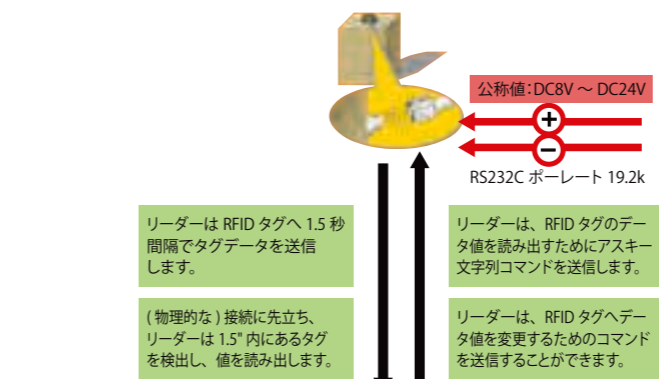 公称値:DC8V ～ DC24V
+
−
RS232C ポーレート 19.2k
リーダーは RFID タグへ 1.5 秒
間隔でタグデータを送信
します。
リーダーは、RFID タグのデー
タ値を読み出すためにアスキー
文字列コマンドを送信します。
( 物理的な ) 接続に先立ち、
リーダーは 1.5" 内にあるタグ
を検出し、値を読み出します。
リーダーは、RFID タグへデー
タ値を変更するためのコマンド
を送信することができます。